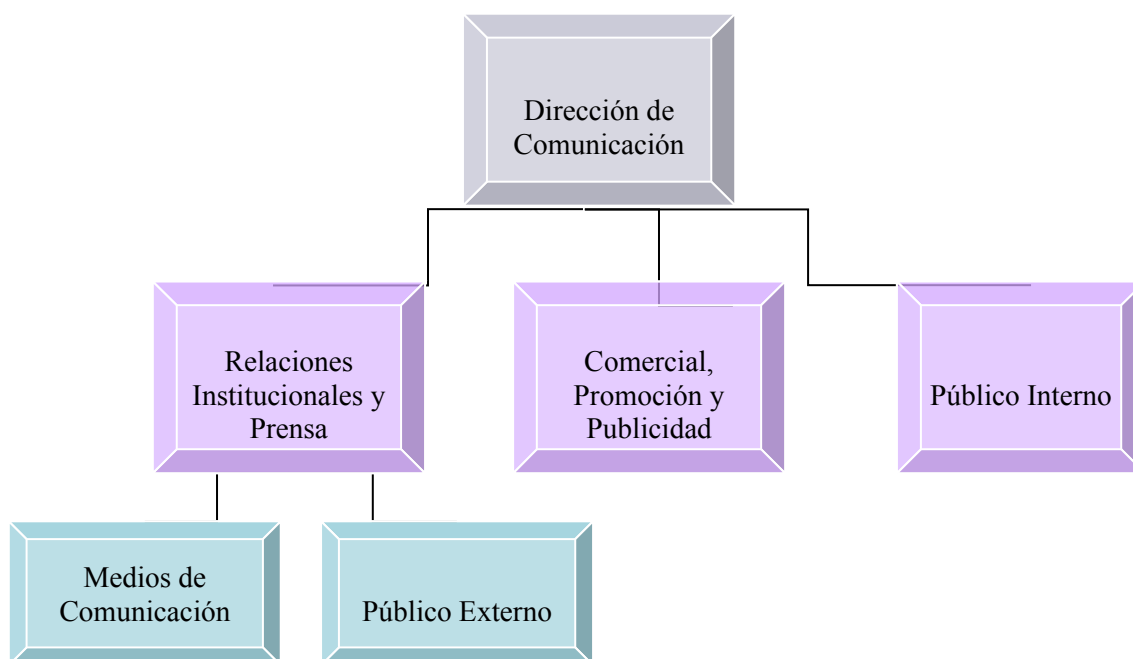 Dirección de
Comunicación
Relaciones
Institucionales y
Prensa
Comercial,
Promoción y
Publicidad
Público Interno
Medios de
Comunicación
Público Externo